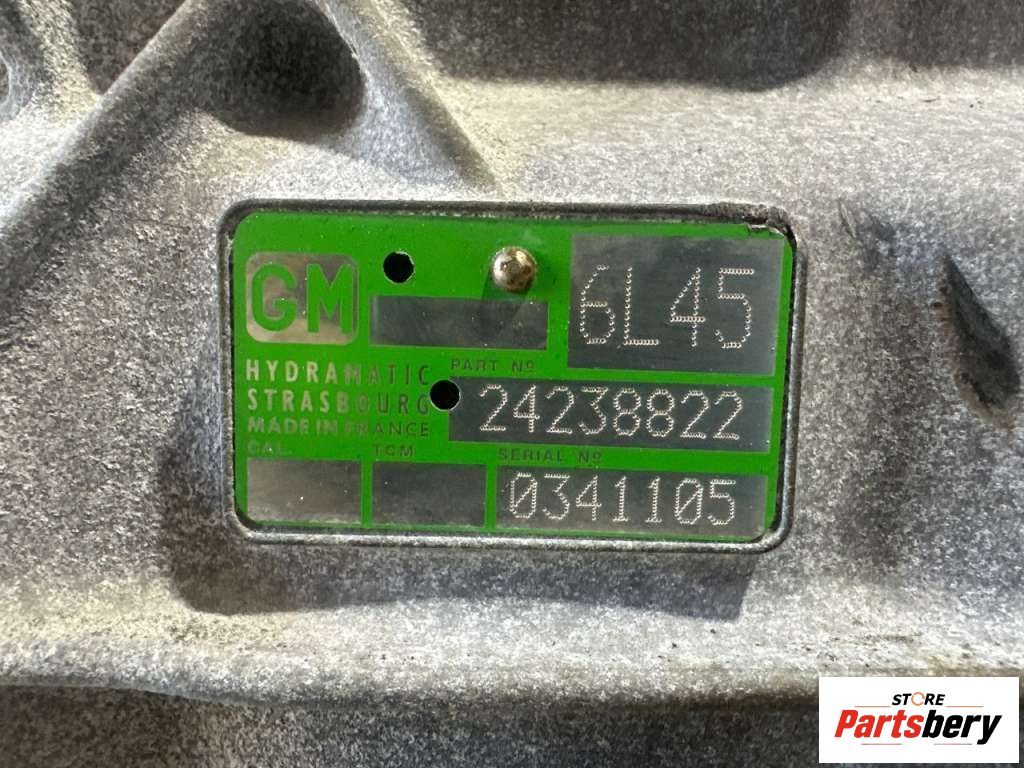 GM
6L45
HYDRAMATIC
STRASBOURG
MADE IN FRANCE
PART Nº
24238822
CAL.
TCM
SERIAL Nº
0341105
STORE
Partsbery